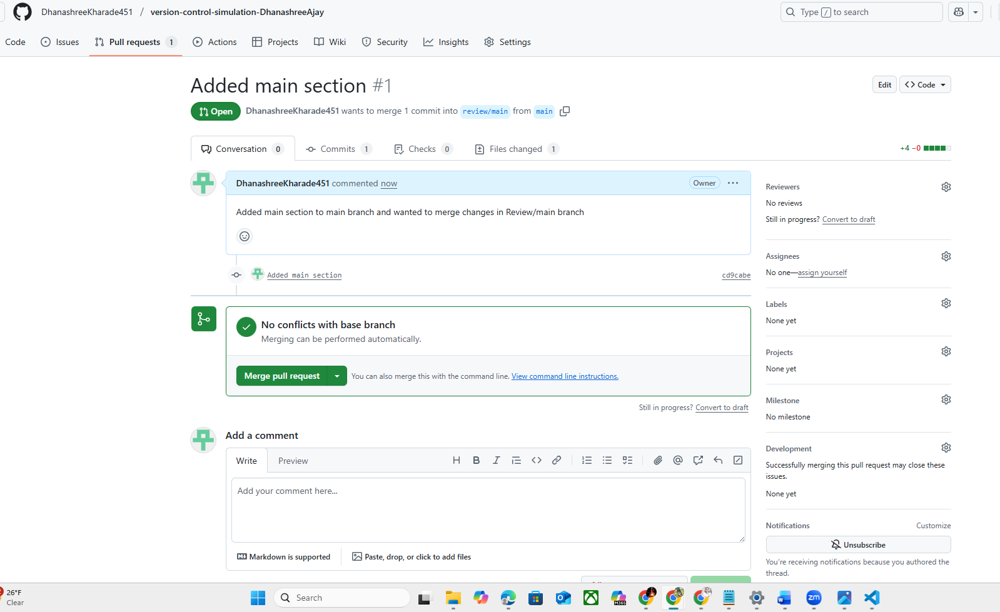 DhanashreeKharade451 / version-control-simulation-DhanashreeAjay
Type / to search
Code
Issues
Pull requests 1
Actions
Projects
Wiki
Security
Insights
Settings
Added main section #1
Edit
Code
Open
DhanashreeKharade451 wants to merge 1 commit into review/main from main
Conversation 0
Commits 1
Checks 0
Files changed 1
+4 −0
DhanashreeKharade451 commented now
Owner
Added main section to main branch and wanted to merge changes in Review/main branch
Added main section
cd9cabe
No conflicts with base branch
Merging can be performed automatically.
Merge pull request
You can also merge this with the command line. View command line instructions.
Still in progress? Convert to draft
Add a comment
Write
Preview
Add your comment here...
Markdown is supported
Paste, drop, or click to add files
Reviewers
No reviews
Still in progress? Convert to draft
Assignees
No one—assign yourself
Labels
None yet
Projects
None yet
Milestone
No milestone
Development
Successfully merging this pull request may close these
issues.
None yet
Notifications
Customize
Unsubscribe
You're receiving notifications because you authored the
thread.
26°F
Clear
Search
M365
zm